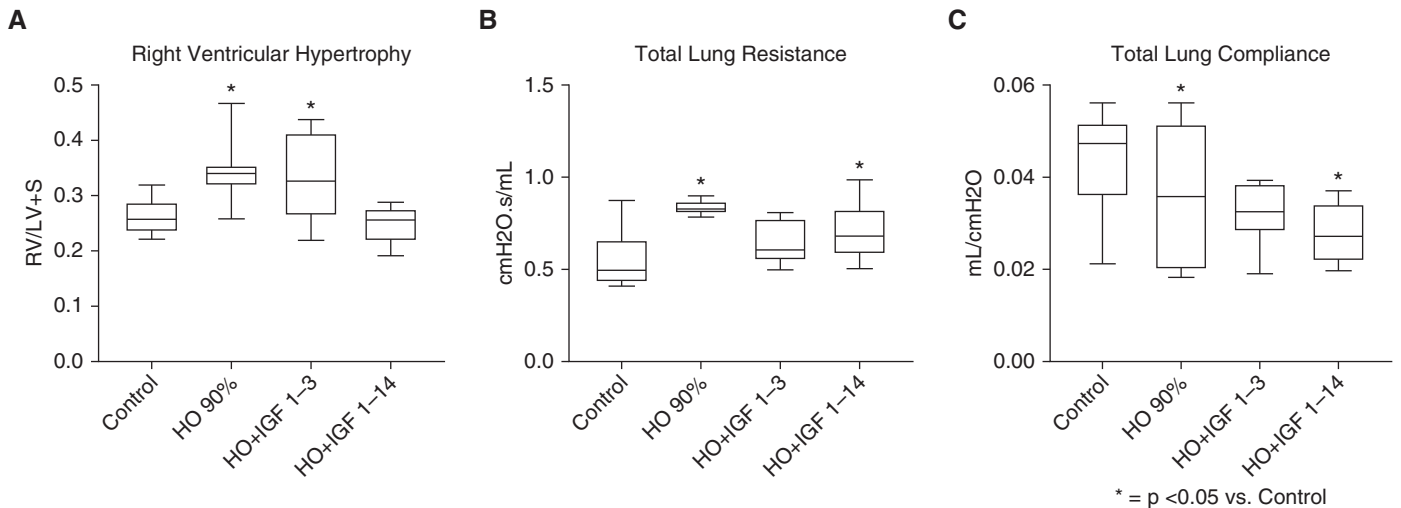 A
Right Ventricular Hypertrophy
RV/LV+S
0.5
0.4
0.3
0.2
0.1
0.0
*
*
Control
HO 90%
HO+IGF 1–3
HO+IGF 1–14
B
Total Lung Resistance
cmH2O.s/mL
1.5
1.0
0.5
0.0
*
*
Control
HO 90%
HO+IGF 1–3
HO+IGF 1–14
C
Total Lung Compliance
mL/cmH2O
0.06
0.04
0.02
0.00
*
*
Control
HO 90%
HO+IGF 1–3
HO+IGF 1–14
* = p <0.05 vs. Control